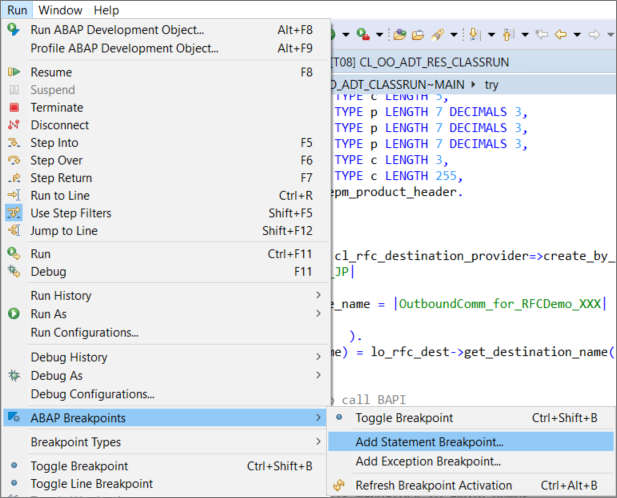 Run Window Help
Run ABAP Development Object... Alt+F8
Profile ABAP Development Object... Alt+F9
Resume F8
Suspend
Terminate
Disconnect
Step Into F5
Step Over F6
Step Return F7
Run to Line Ctrl+R
Use Step Filters Shift+F5
Jump to Line Shift+F12
Run Ctrl+F11
Debug F11
Run History
Run As
Run Configurations...
Debug History
Debug As
Debug Configurations...
ABAP Breakpoints
Breakpoint Types
Toggle Breakpoint Ctrl+Shift+B
Toggle Line Breakpoint
[T08] CL_OO_ADT_RES_CLASSRUN
O_ADT_CLASSRUN~MAIN try
TYPE c LENGTH 5,
TYPE p LENGTH 7 DECIMALS 3,
TYPE p LENGTH 7 DECIMALS 3,
TYPE p LENGTH 7 DECIMALS 3,
TYPE c LENGTH 3,
TYPE c LENGTH 255,
epm_product_header.
cl_rfc_destination_provider=>create_by_
_JP|
e_name = |OutboundComm_for_RFCDemo_XXX|
).
me) = lo_rfc_dest->get_destination_name(
call BAPI
Toggle Breakpoint Ctrl+Shift+B
Add Statement Breakpoint...
Add Exception Breakpoint...
Refresh Breakpoint Activation Ctrl+Alt+B